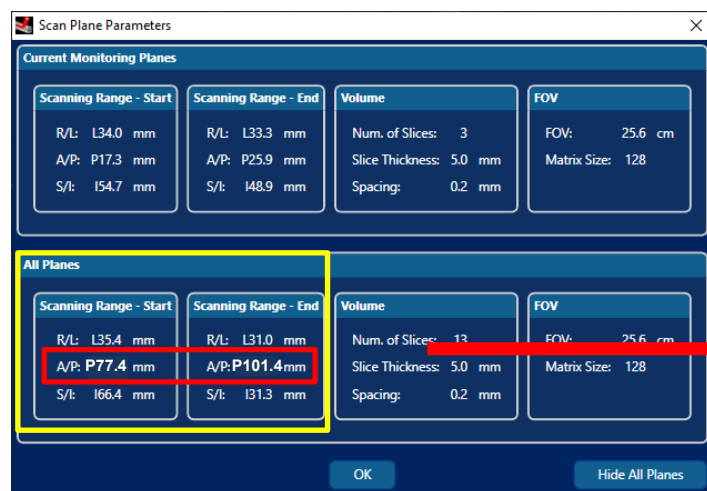 Scan Plane Parameters
Current Monitoring Planes
Scanning Range - Start
R/L: L34.0 mm
A/P: P17.3 mm
S/I: I54.7 mm
Scanning Range - End
R/L: L33.3 mm
A/P: P25.9 mm
S/I: I48.9 mm
Volume
Num. of Slices: 3
Slice Thickness: 5.0 mm
Spacing: 0.2 mm
FOV
FOV: 25.6 cm
Matrix Size: 128
All Planes
Scanning Range - Start
R/L: L35.4 mm
A/P: P77.4 mm
S/I: I66.4 mm
Scanning Range - End
R/L: L31.0 mm
A/P: P101.4 mm
S/I: I31.3 mm
Volume
Num. of Slices: 13
Slice Thickness: 5.0 mm
Spacing: 0.2 mm
FOV
FOV: 25.6 cm
Matrix Size: 128
OK
Hide All Planes